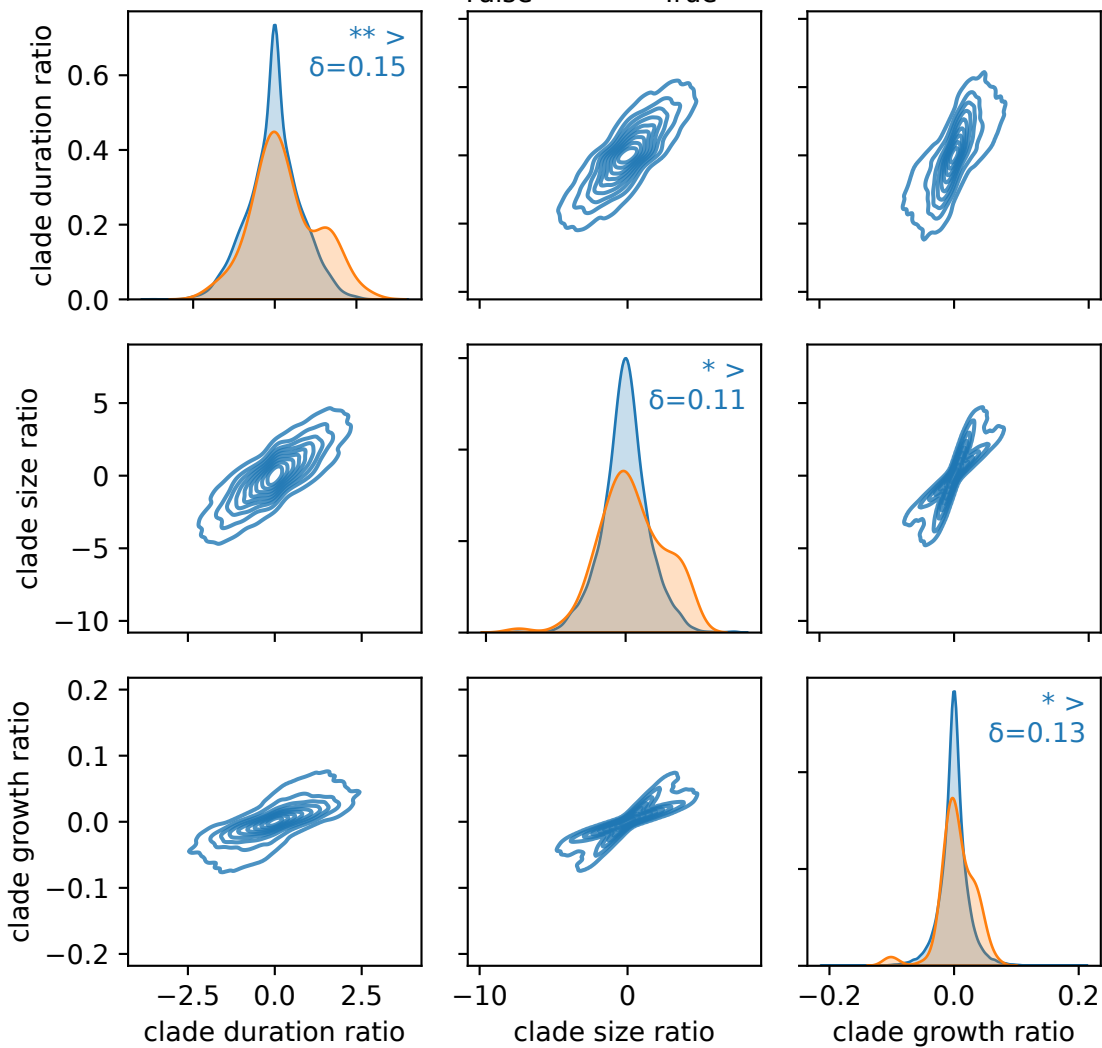 True
clade duration ratio
0.6
0.4
0.2
0.0
** >
δ=0.15
clade size ratio
5
0
−5
−10
* >
δ=0.11
clade growth ratio
0.2
0.1
0.0
−0.1
−0.2
* >
δ=0.13
−2.5
0.0
2.5
−10
0
−0.2
0.0
0.2
clade duration ratio
clade size ratio
clade growth ratio